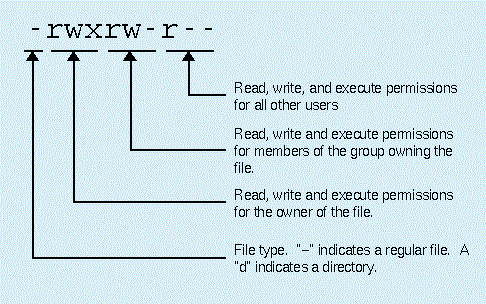 -rwxrw-r--
Read, write, and execute permissions
for all other users
Read, write and execute permissions
for members of the group owning the
file.
Read, write and execute permissions
for the owner of the file.
File type. "-" indicates a regular file. A
"d" indicates a directory.